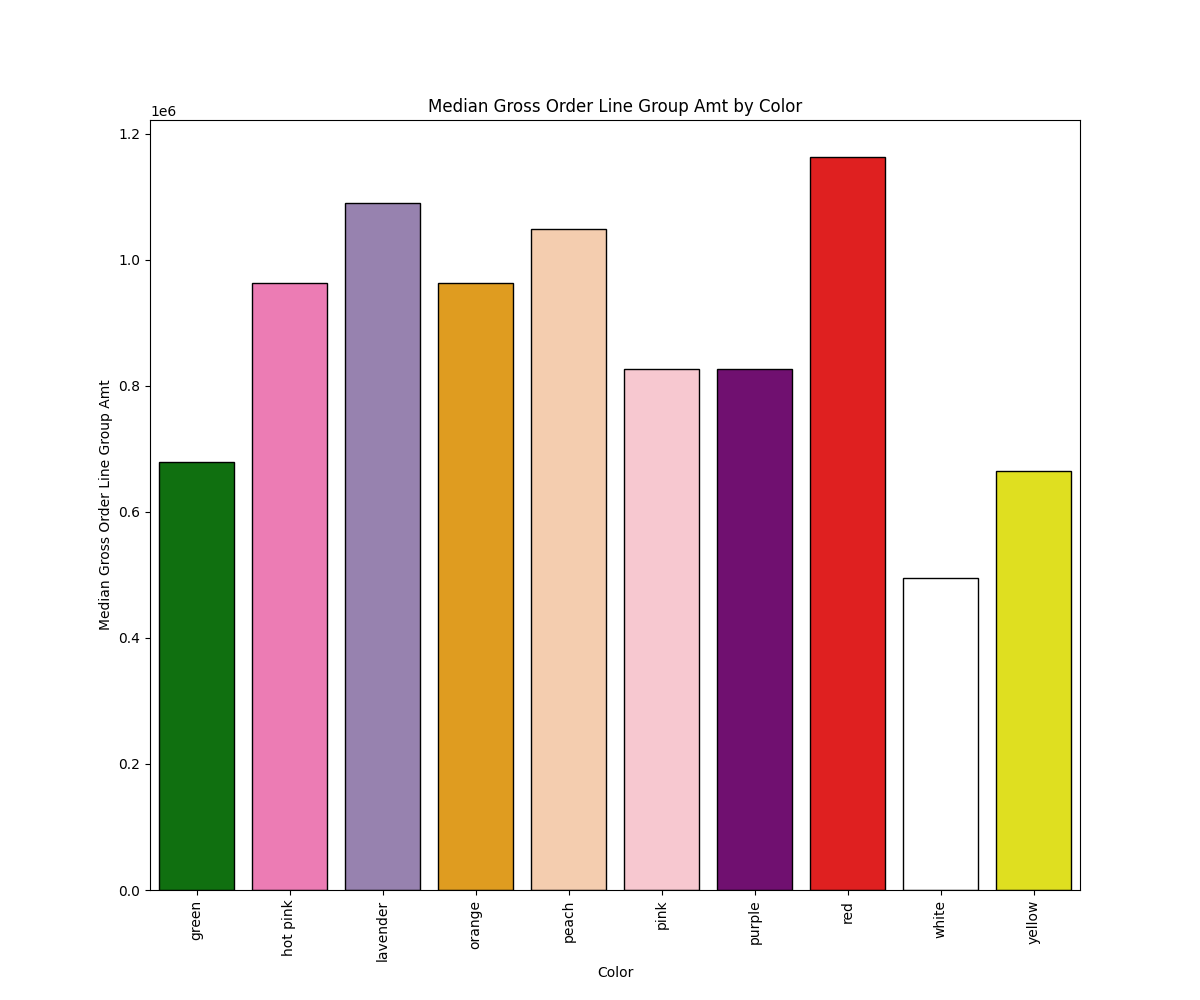 Median Gross Order Line Group Amt by Color
1e6
1.2
1.0
0.8
0.6
0.4
0.2
0.0
Median Gross Order Line Group Amt
green
hot pink
lavender
orange
peach
pink
purple
red
white
yellow
Color